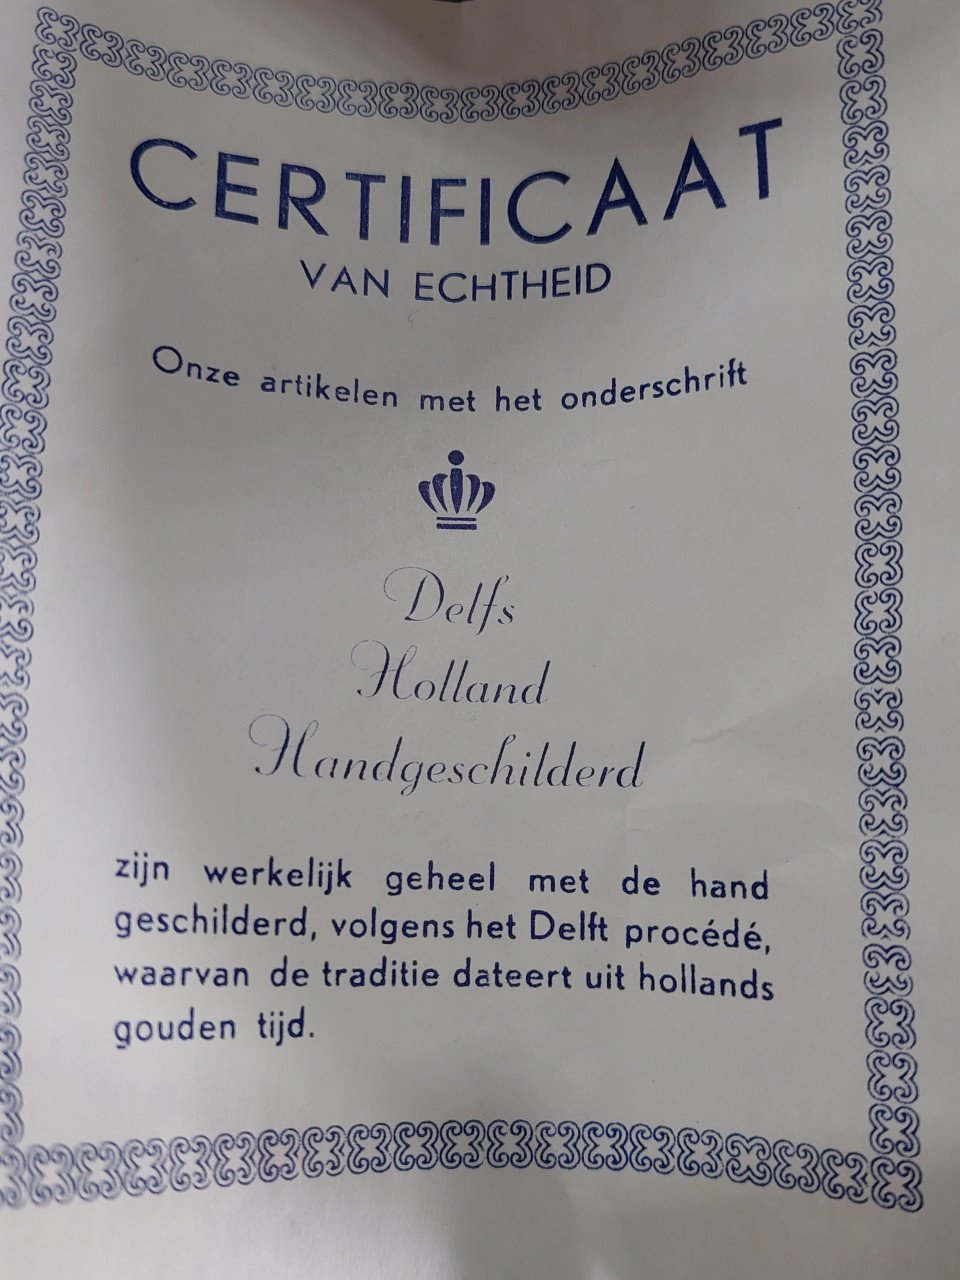 CERTIFICAAT
VAN ECHTHEID
Onze artikelen met het onderschrift
Delfs
Holland
Handgeschilderd
zijn werkelijk geheel met de hand
geschilderd, volgens het Delft procédé,
waarvan de traditie dateert uit hollands
gouden tijd.